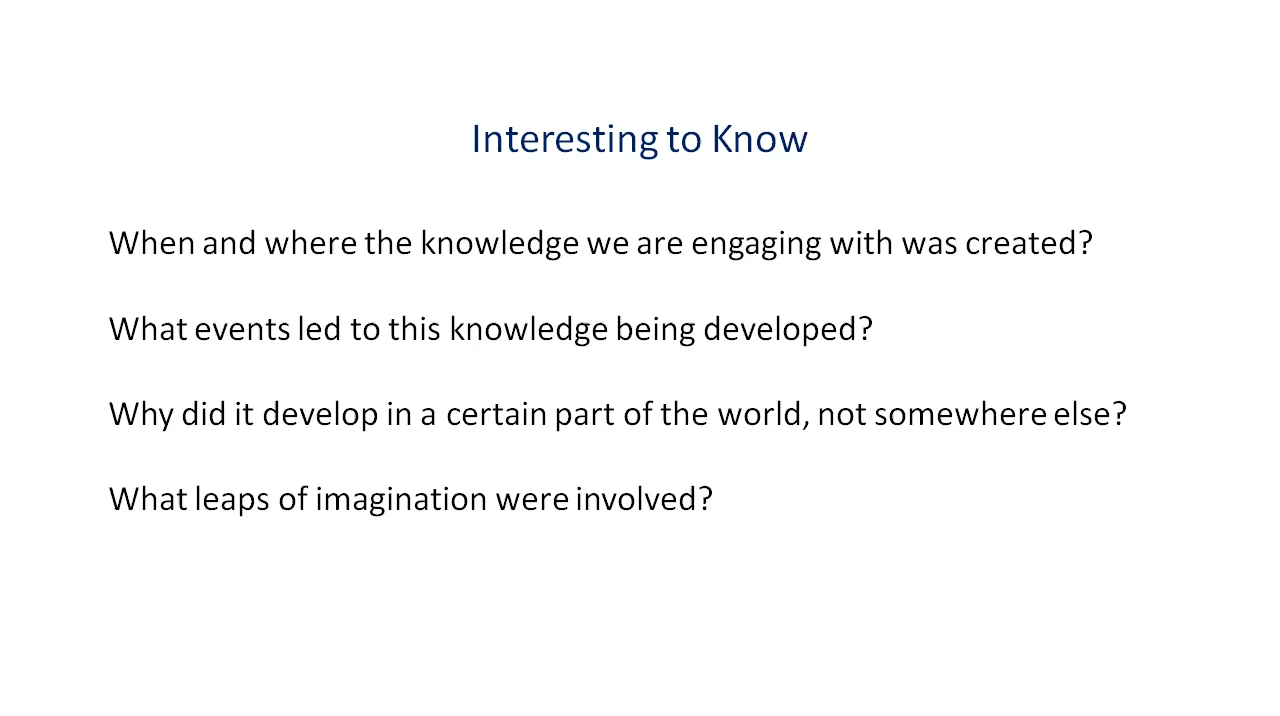 Interesting to Know
When and where the knowledge we are engaging with was created?
What events led to this knowledge being developed?
Why did it develop in a certain part of the world, not somewhere else?
What leaps of imagination were involved?